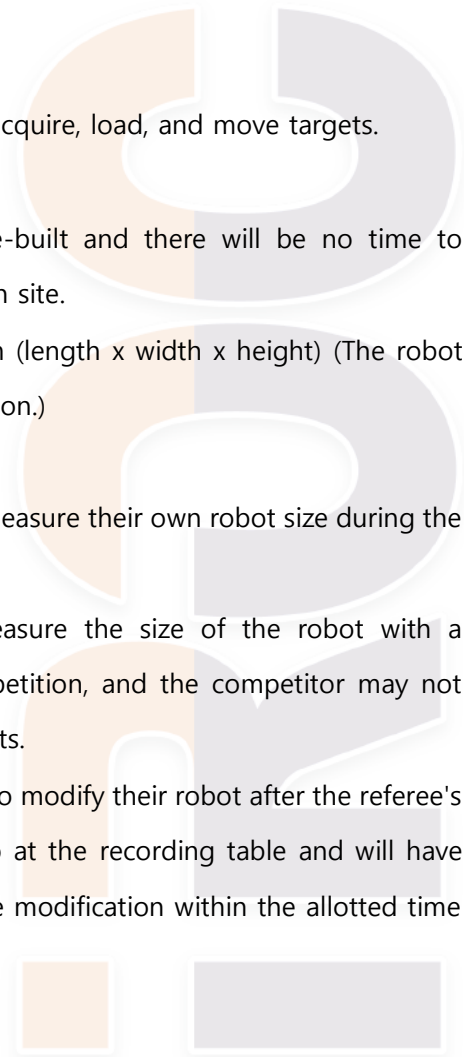 cquire, load, and move targets.
e-built and there will be no time to
n site.
n (length x width x height) (The robot
on.)
easure their own robot size during the
easure the size of the robot with a
petition, and the competitor may not
ts.
o modify their robot after the referee's
o at the recording table and will have
e modification within the allotted time